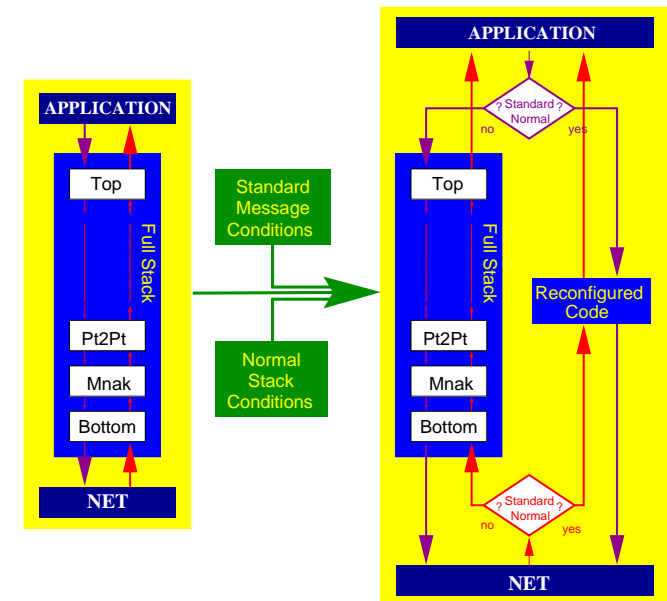 APPLICATION
Top
Full Stack
Pt2Pt
Mnak
Bottom
NET
Standard
Message
Conditions
Normal
Stack
Conditions
APPLICATION
? Standard ?
Normal
no
yes
Top
Full Stack
Reconfigured
Code
Pt2Pt
Mnak
Bottom
? Standard ?
Normal
no
yes
NET